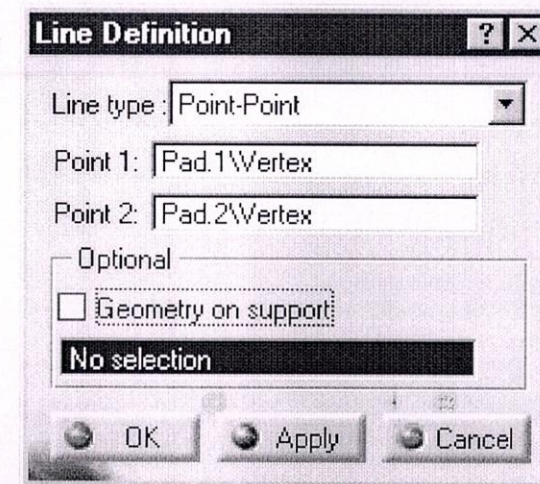 Line Definition ? ×
Line type : Point-Point
Point 1: Pad.1\Vertex
Point 2: Pad.2\Vertex
Optional
Geometry on support
No selection
OK Apply Cancel